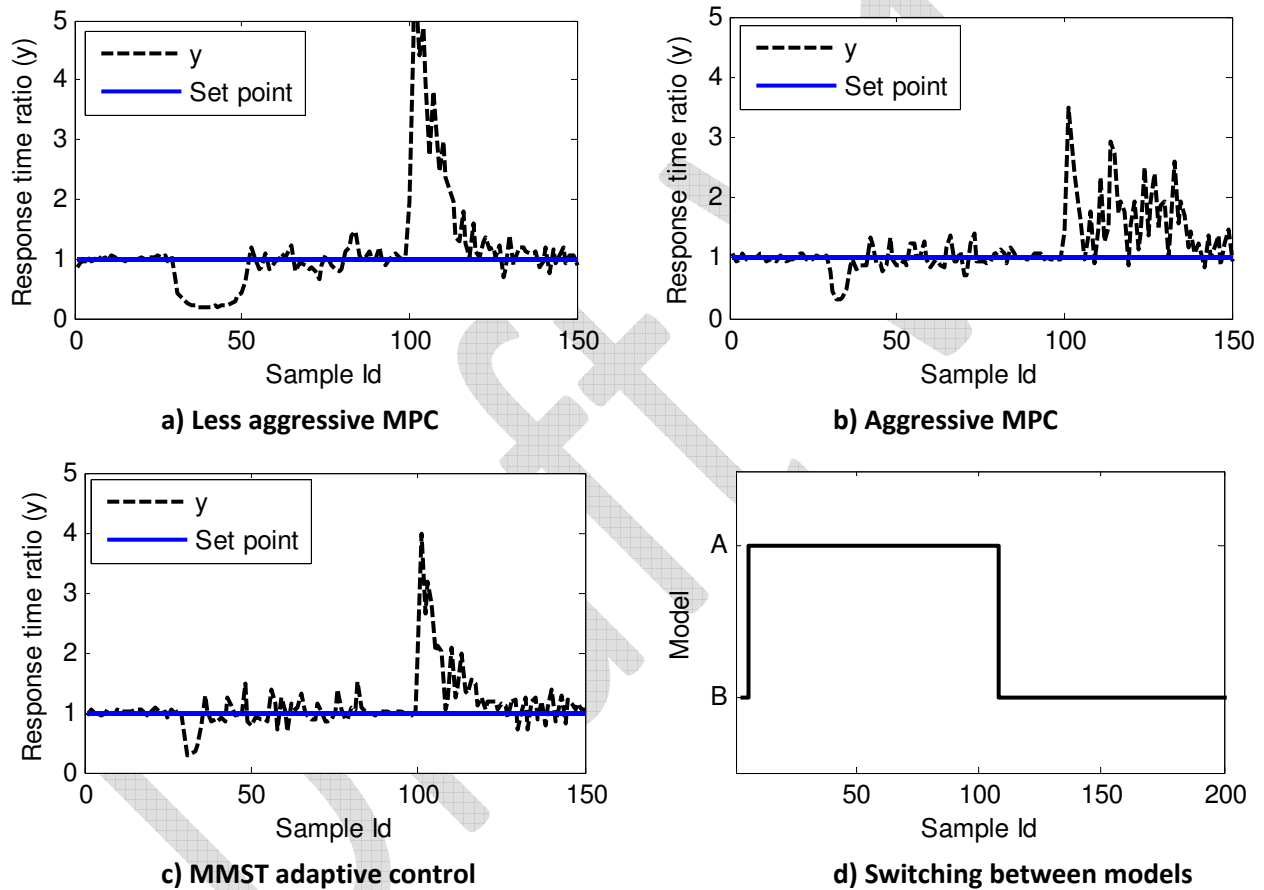 5
4
3
2
1
0
0 50 100 150
Response time ratio (y)
Sample Id
y
Set point
a) Less aggressive MPC
5
4
3
2
1
0
0 50 100 150
Response time ratio (y)
Sample Id
y
Set point
b) Aggressive MPC
5
4
3
2
1
0
0 50 100 150
Response time ratio (y)
Sample Id
y
Set point
c) MMST adaptive control
A
B
Model
50 100 150 200
Sample Id
d) Switching between models